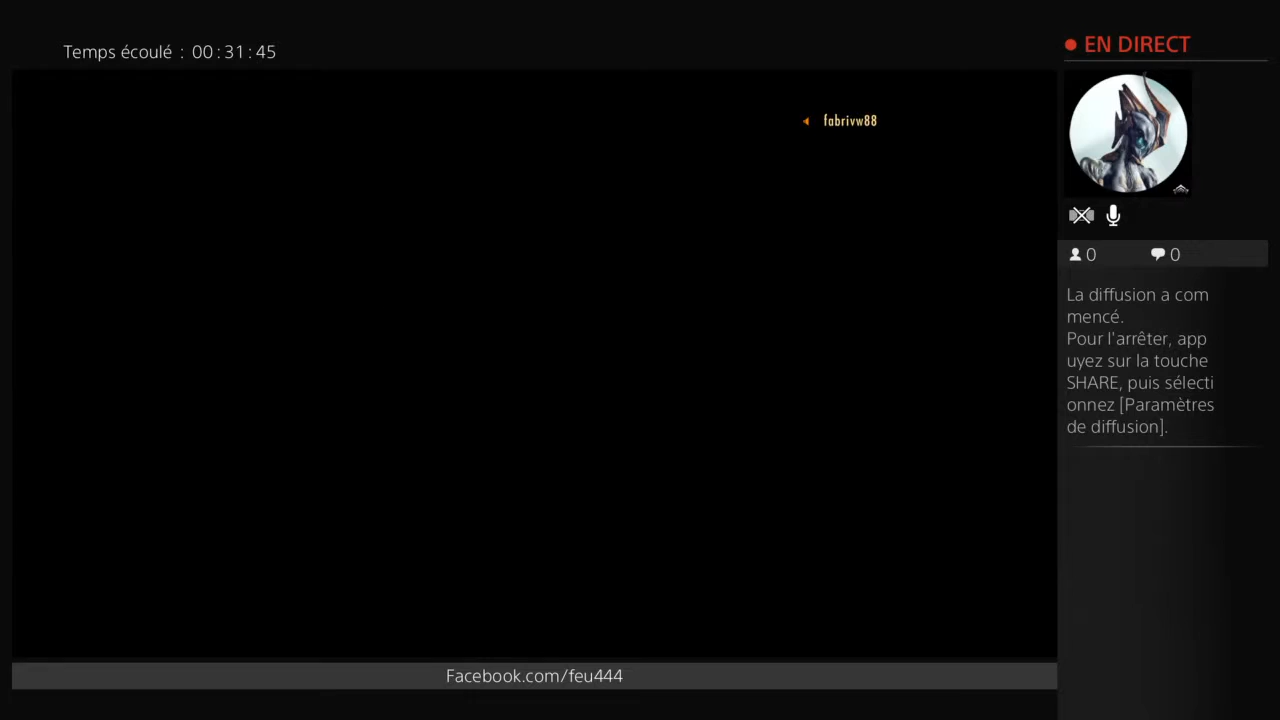 Temps écoulé : 00:31:45
EN DIRECT
fabrivw88
0 0
La diffusion a com
mencé.
Pour l'arrêter, app
uyez sur la touche
SHARE, puis sélecti
onnez [Paramètres
de diffusion].
Facebook.com/feu444